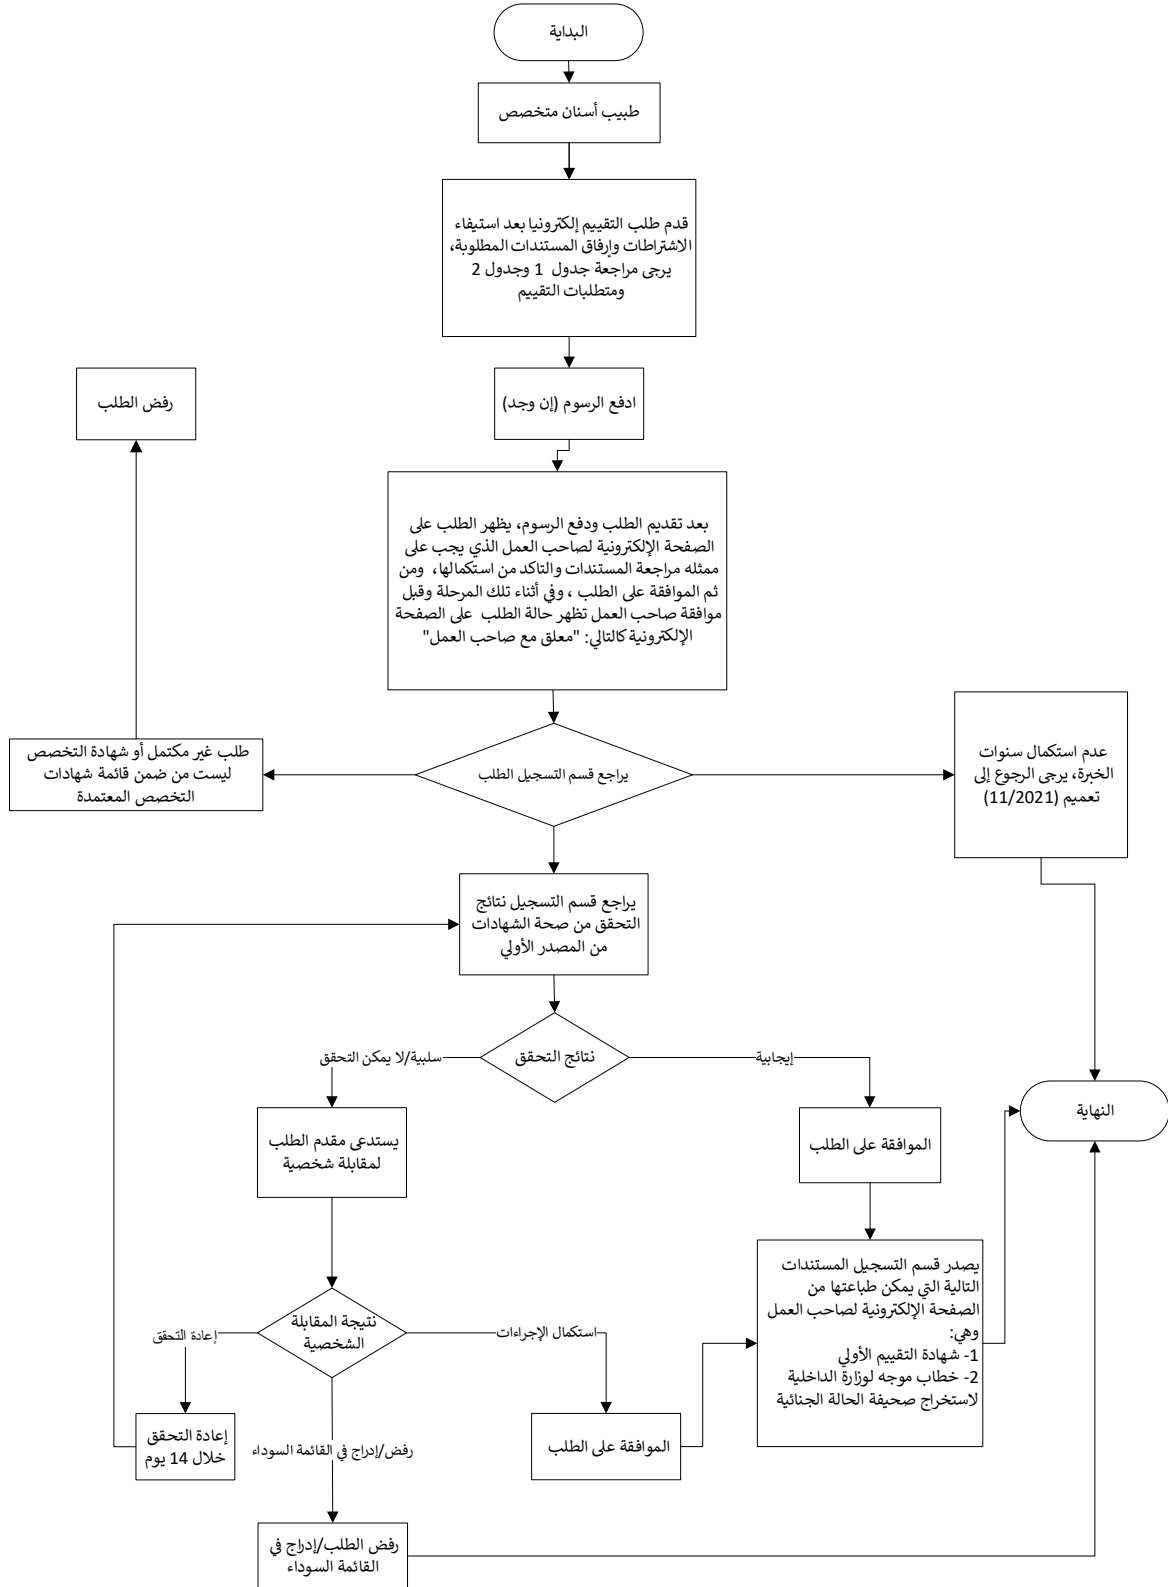 البداية
طبيب أسنان متخصص
قدم طلب التقييم إلكترونيا بعد استيفاء
الاشتراطات وإرفاق المستندات المطلوبة،
يرجى مراجعة جدول 1 وجدول 2
ومتطلبات التقييم
ادفع الرسوم (إن وجد)
رفض الطلب
بعد تقديم الطلب ودفع الرسوم، يظهر الطلب على
الصفحة الإلكترونية لصاحب العمل الذي يجب على
ممثله مراجعة المستندات والتاكد من استكمالها، ومن
ثم الموافقة على الطلب ، وفي أثناء تلك المرحلة وقبل
موافقة صاحب العمل تظهر حالة الطلب على الصفحة
الإلكترونية كالتالي: "معلق مع صاحب العمل"
عدم استكمال سنوات
الخبرة، يرجى الرجوع إلى
تعميم (11/2021)
يراجع قسم التسجيل الطلب
طلب غير مكتمل أو شهادة التخصص
ليست من ضمن قائمة شهادات
التخصص المعتمدة
يراجع قسم التسجيل نتائج
التحقق من صحة الشهادات
من المصدر الأولي
نتائج التحقق
إيجابية
سلبية/لا يمكن التحقق
النهاية
الموافقة على الطلب
يستدعى مقدم الطلب
لمقابلة شخصية
يصدر قسم التسجيل المستندات
التالية التي يمكن طباعتها من
الصفحة الإلكترونية لصاحب العمل
وهي:
1- شهادة التقييم الأولي
2- خطاب موجه لوزارة الداخلية
لاستخراج صحيفة الحالة الجنائية
نتيجة المقابلة
الشخصية
استكمال الإجراءات
إعادة التحقق
الموافقة على الطلب
رفض/إدراج في القائمة السوداء
إعادة التحقق
خلال 14 يوم
رفض الطلب/إدراج في
القائمة السوداء